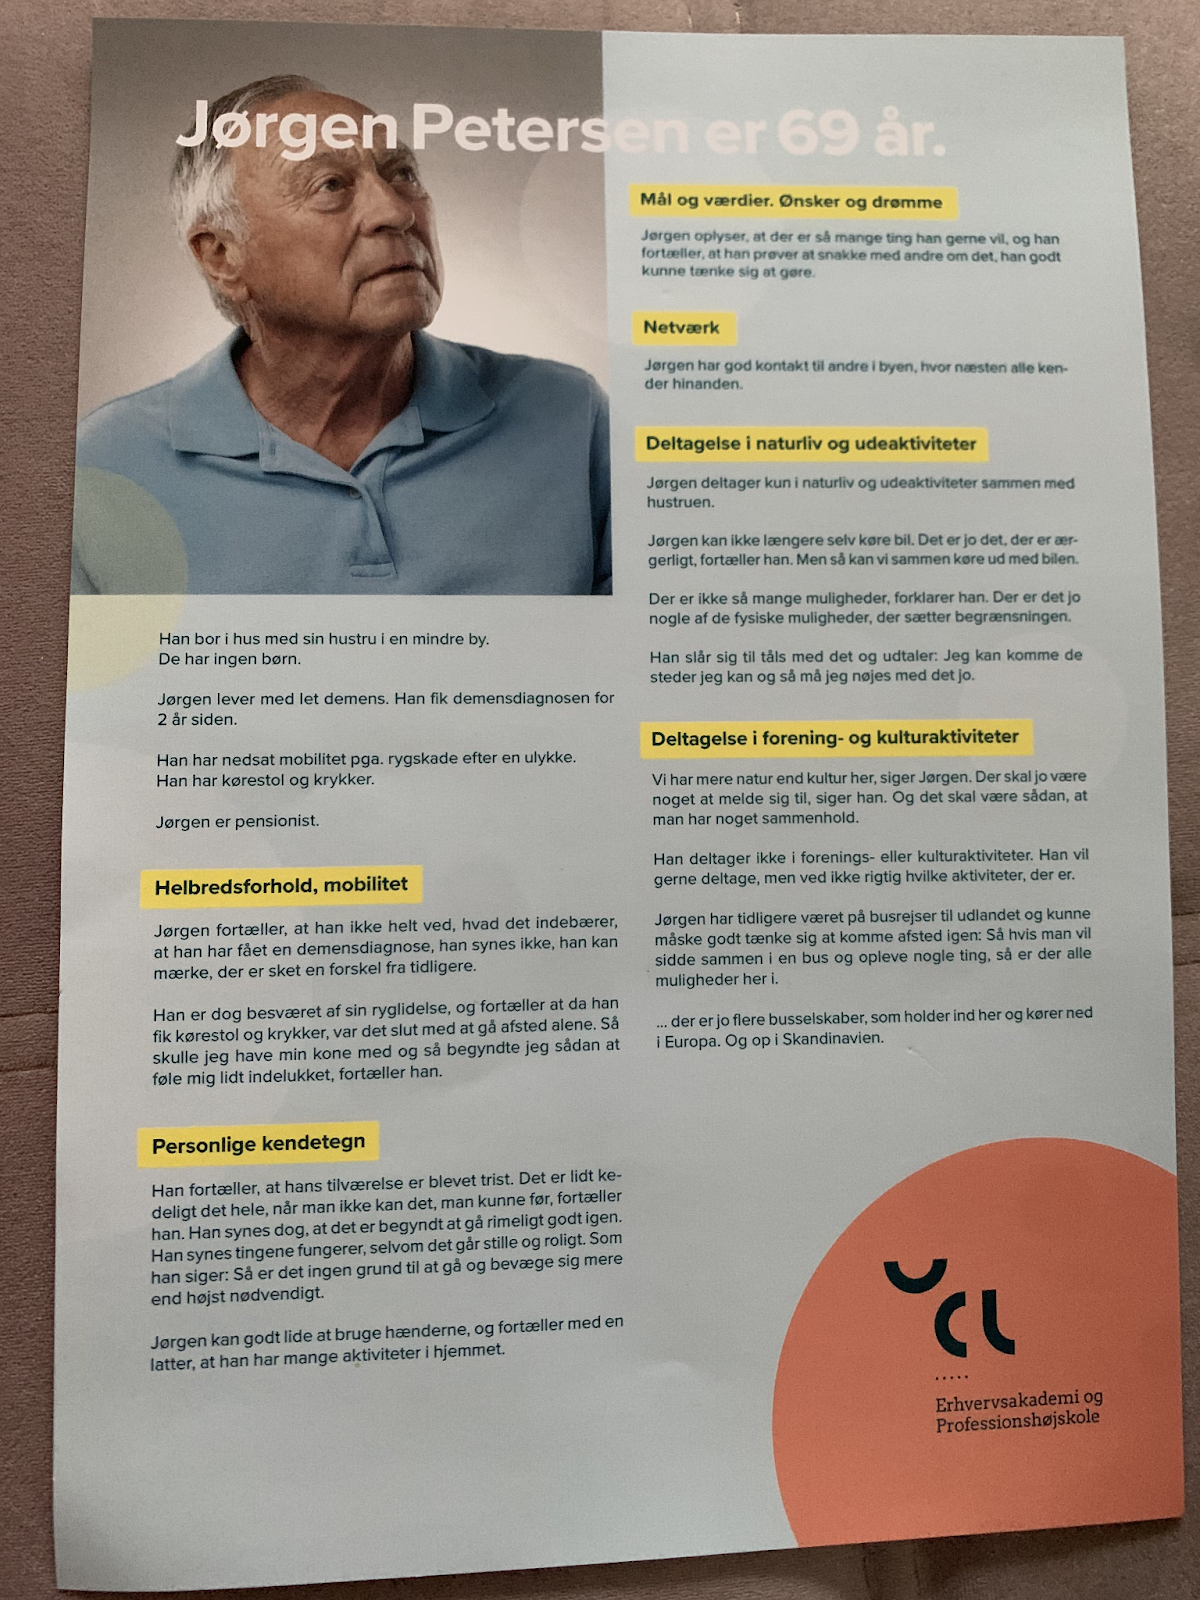 Jørgen Petersen er 69 år.
Han bor i hus med sin hustru i en mindre by.
De har ingen børn.
Jørgen lever med let demens. Han fik demensdiagnosen for
2 år siden.
Han har nedsat mobilitet pga. rygskade efter en ulykke.
Han har kørestol og krykker.
Jørgen er pensionist.
Helbredsforhold, mobilitet
Jørgen fortæller, at han ikke helt ved, hvad det indebærer,
at han har fået en demensdiagnose, han synes ikke, han kan
mærke, der er sket en forskel fra tidligere.
Han er dog besværet af sin ryglidelse, og fortæller at da han
fik kørestol og krykker, var det slut med at gå afsted alene. Så
skulle jeg have min kone med og så begyndte jeg sådan at
føle mig lidt indelukket, fortæller han.
Personlige kendetegn
Han fortæller, at hans tilværelse er blevet trist. Det er lidt ke-
deligt det hele, når man ikke kan det, man kunne før, fortæller
han. Han synes dog, at det er begyndt at gå rimeligt godt igen.
Han synes tingene fungerer, selvom det går stille og roligt. Som
han siger: Så er det ingen grund til at gå og bevæge sig mere
end højst nødvendigt.
Jørgen kan godt lide at bruge hænderne, og fortæller med en
latter, at han har mange aktiviteter i hjemmet.
Mål og værdier. Ønsker og drømme
Jørgen oplyser, at der er så mange ting han gerne vil, og han
fortæller, at han prøver at snakke med andre om det, han godt
kunne tænke sig at gøre.
Netværk
Jørgen har god kontakt til andre i byen, hvor næsten alle ken-
der hinanden.
Deltagelse i naturliv og udeaktiviteter
Jørgen deltager kun i naturliv og udeaktiviteter sammen med
hustruen.
Jørgen kan ikke længere selv køre bil. Det er jo det, der er ær-
gerligt, fortæller han. Men så kan vi sammen køre ud med bilen.
Der er ikke så mange muligheder, forklarer han. Der er det jo
nogle af de fysiske muligheder, der sætter begrænsningen.
Han slår sig til tåls med det og udtaler: Jeg kan komme de
steder jeg kan og så må jeg nøjes med det jo.
Deltagelse i forening- og kulturaktiviteter
Vi har mere natur end kultur her, siger Jørgen. Der skal jo være
noget at melde sig til, siger han. Og det skal være sådan, at
man har noget sammenhold.
Han deltager ikke i forenings- eller kulturaktiviteter. Han vil
gerne deltage, men ved ikke rigtig hvilke aktiviteter, der er.
Jørgen har tidligere været på busrejser til udlandet og kunne
måske godt tænke sig at komme afsted igen: Så hvis man vil
sidde sammen i en bus og opleve nogle ting, så er der alle
muligheder her i.
... der er jo flere busselskaber, som holder ind her og kører ned
i Europa. Og op i Skandinavien.
UCL
Erhvervsakademi og
Professionshøjskole